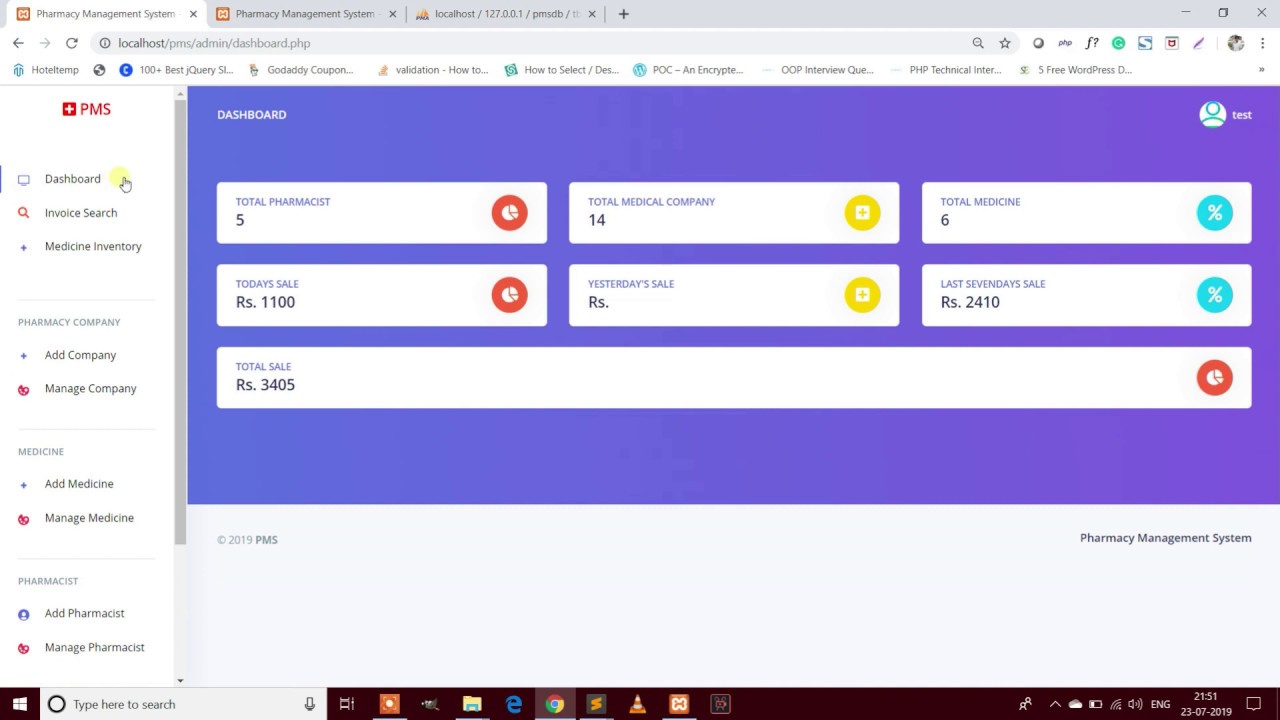 Pharmacy Management System -
Pharmacy Management System -
localhost / 127.0.0.1 / pmsdb / tb
localhost/pms/admin/dashboard.php
php
f?
Hoteltemp
100+ Best jQuery Sl...
Godaddy Coupon...
validation - How to...
How to Select / Des...
POC – An Encrypte...
OOP Interview Que...
PHP Technical Inter...
5 Free WordPress D...
»
PMS
Dashboard
Invoice Search
Medicine Inventory
PHARMACY COMPANY
Add Company
Manage Company
MEDICINE
Add Medicine
Manage Medicine
PHARMACIST
Add Pharmacist
Manage Pharmacist
DASHBOARD
test
TOTAL PHARMACIST
5
TOTAL MEDICAL COMPANY
14
TOTAL MEDICINE
6
TODAYS SALE
Rs. 1100
YESTERDAY'S SALE
Rs.
LAST SEVENDAYS SALE
Rs. 2410
TOTAL SALE
Rs. 3405
© 2019 PMS
Pharmacy Management System
Type here to search
ENG
21:51
23-07-2019